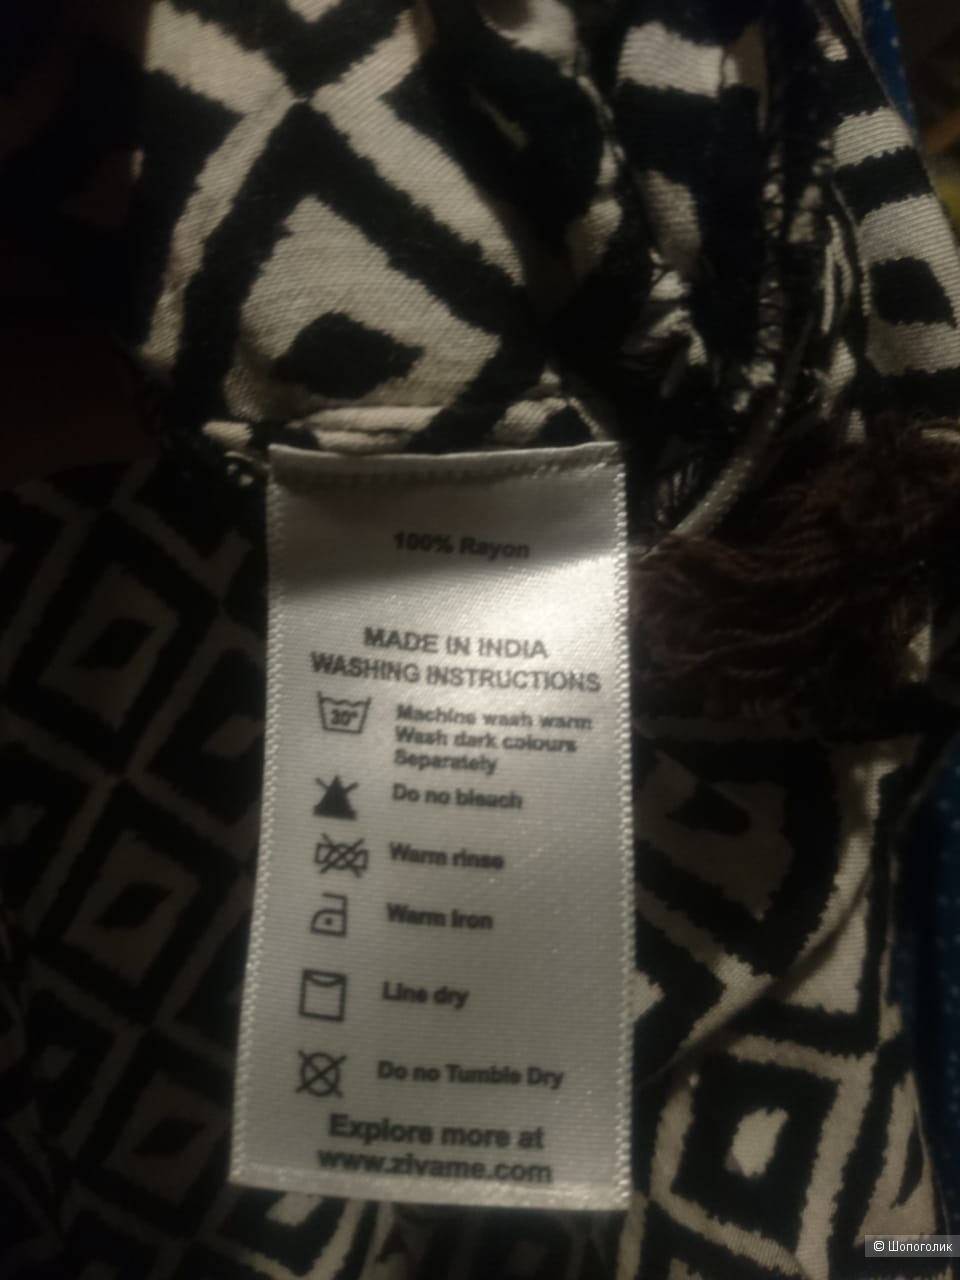 100% Rayon
MADE IN INDIA
WASHING INSTRUCTIONS
30°
Machine wash warm
Wash dark colours
Separately
Do no bleach
Warm rinse
Warm iron
Line dry
Do no Tumble Dry
Explore more at
www.zivame.com
© Шопоголик